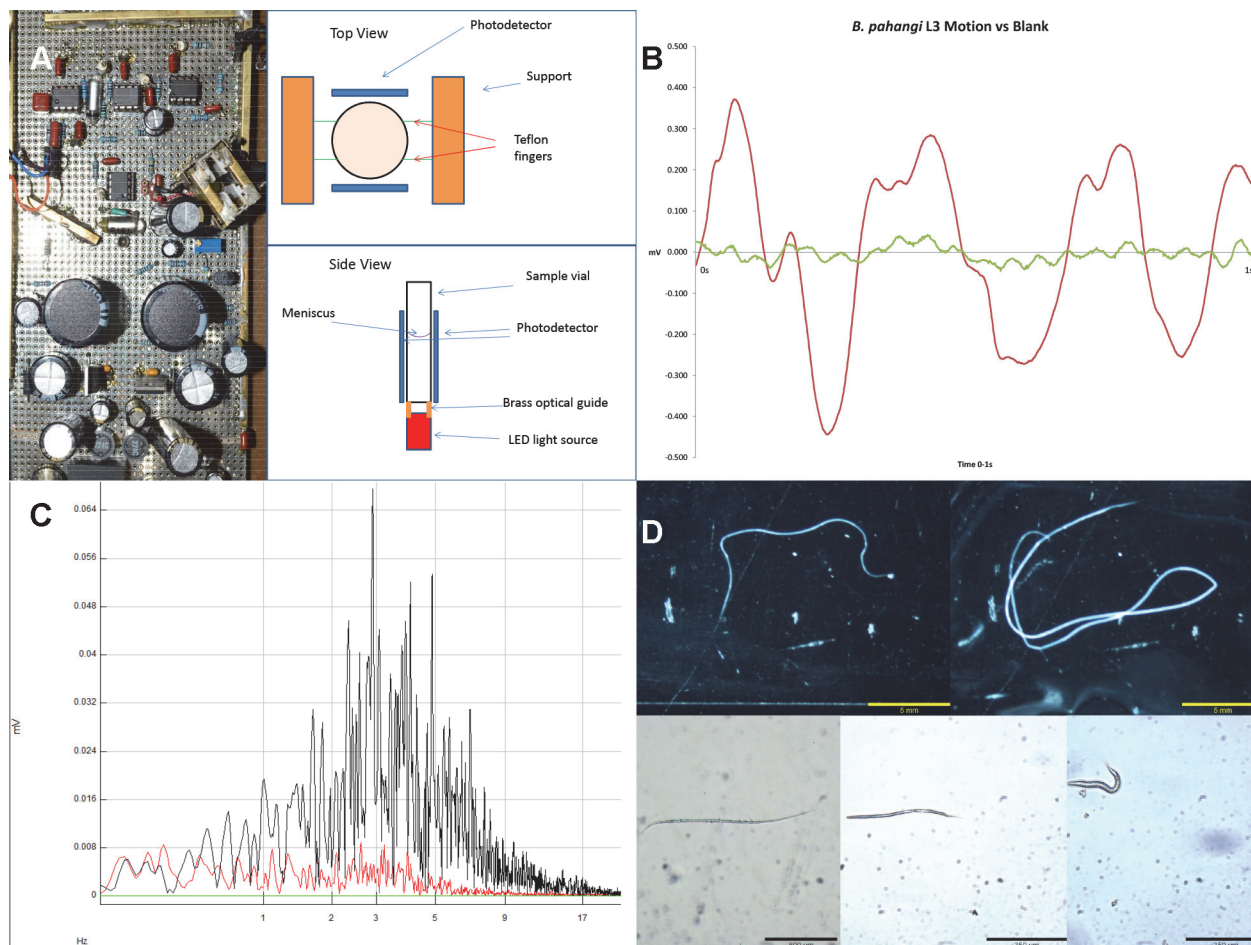 A
Top View
Photodetector
Support
Teflon
fingers
Side View
Sample vial
Meniscus
Photodetector
Brass optical guide
LED light source
B. pahangi L3 Motion vs Blank
B
0.500
0.400
0.300
0.200
0.100
0.000
mV
-0.100
-0.200
-0.300
-0.400
-0.500
0s
1s
Time 0-1s
C
0.064
0.056
0.048
0.04
0.032
0.024
0.016
0.008
0
mV
1
2
3
5
9
17
Hz
D
5 mm
5 mm